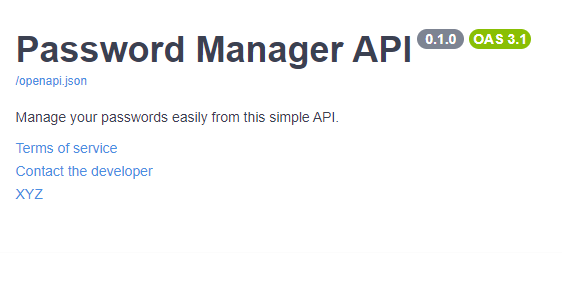 Password Manager API 0.1.0 OAS 3.1
/openapi.json
Manage your passwords easily from this simple API.
Terms of service
Contact the developer
XYZ